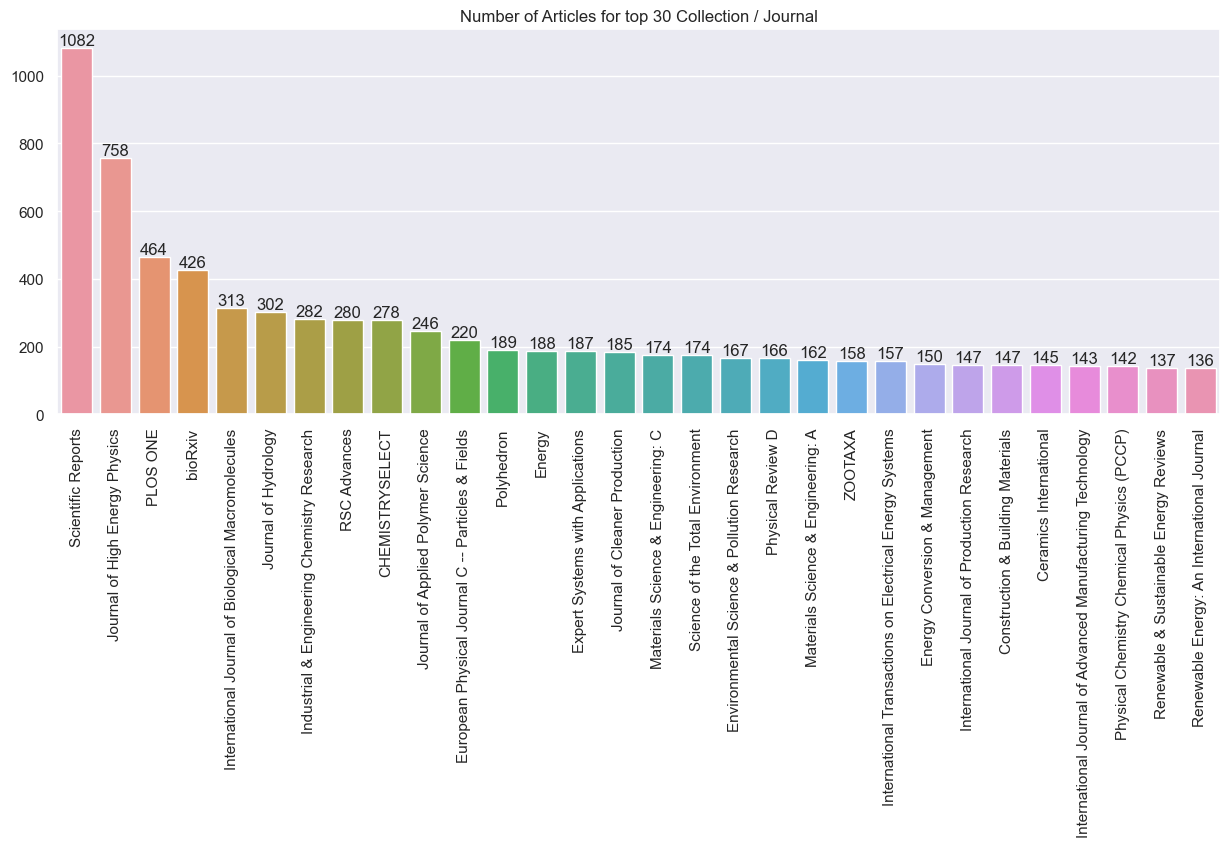 Number of Articles for top 30 Collection / Journal
1000
800
600
400
200
0
1082
758
464
426
313
302
282
280
278
246
220
189
188
187
185
174
174
167
166
162
158
157
150
147
147
145
143
142
137
136
Scientific Reports
Journal of High Energy Physics
PLOS ONE
bioRxiv
International Journal of Biological Macromolecules
Journal of Hydrology
Industrial & Engineering Chemistry Research
RSC Advances
CHEMISTRYSELECT
Journal of Applied Polymer Science
European Physical Journal C -- Particles & Fields
Polyhedron
Energy
Expert Systems with Applications
Journal of Cleaner Production
Materials Science & Engineering: C
Science of the Total Environment
Environmental Science & Pollution Research
Physical Review D
Materials Science & Engineering: A
ZOOTAXA
International Transactions on Electrical Energy Systems
Energy Conversion & Management
International Journal of Production Research
Construction & Building Materials
Ceramics International
International Journal of Advanced Manufacturing Technology
Physical Chemistry Chemical Physics (PCCP)
Renewable & Sustainable Energy Reviews
Renewable Energy: An International Journal